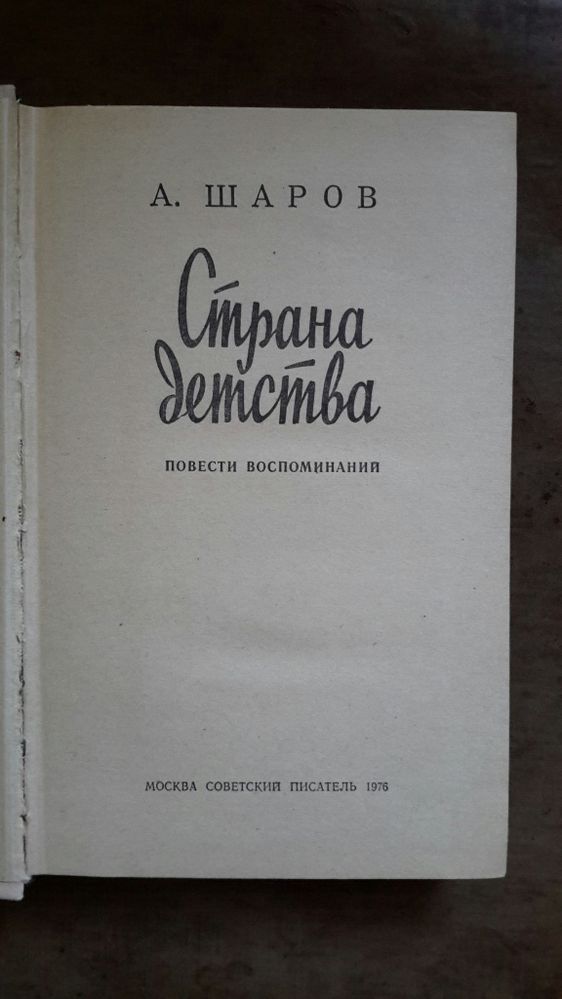 А. ШАРОВ
Страна
детства
ПОВЕСТИ ВОСПОМИНАНИЙ
МОСКВА СОВЕТСКИЙ ПИСАТЕЛЬ 1976